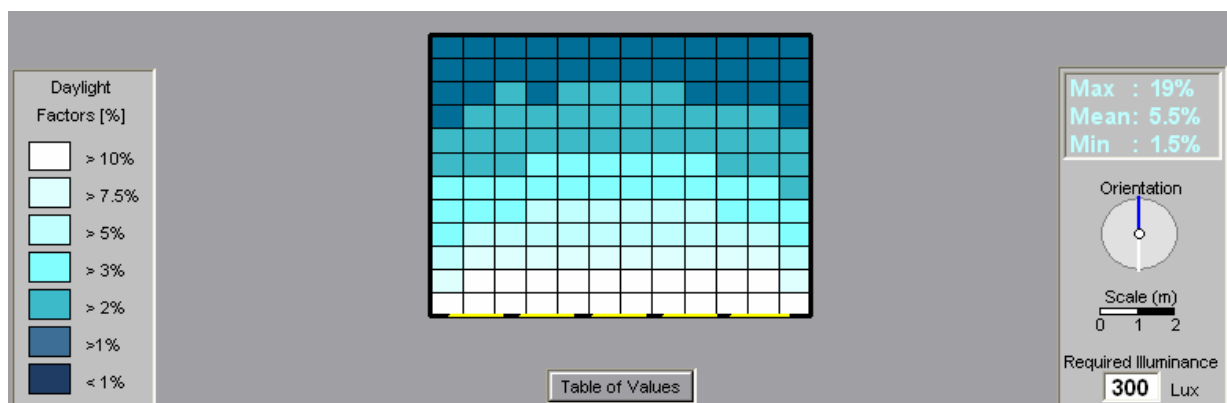 Daylight
Factors [%]
> 10%
> 7.5%
> 5%
> 3%
> 2%
>1%
< 1%
Table of Values
Max : 19%
Mean: 5.5%
Min : 1.5%
Orientation
Scale (m)
0 1 2
Required Illuminance
300 Lux